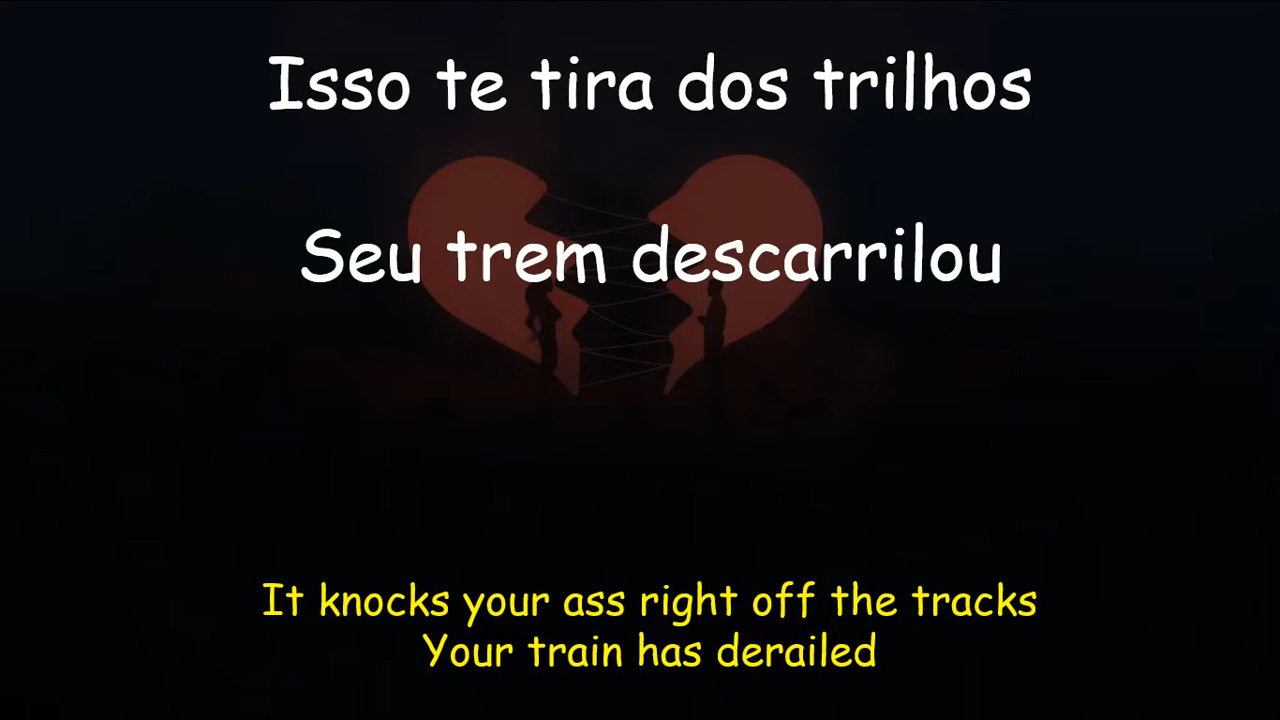 Isso te tira dos trilhos
Seu trem descarrilou
It knocks your ass right off the tracks
Your train has derailed